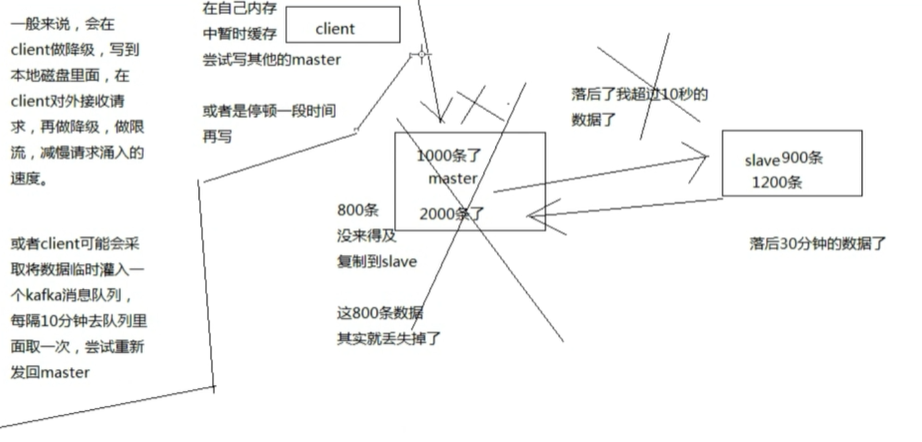 一般来说，会在
client做降级，写到
本地磁盘里面，在
client对外接收请
求，再做降级，做限
流，减慢请求涌入的
速度。
或者client可能会采
取将数据临时灌入一
个kafka消息队列，
每隔10分钟去队列里
面取一次，尝试重新
发回master
在自己内存
中暂时缓存
尝试写其他的master
或者是停顿一段时间
再写
client
1000条了
master
2000条了
800条
没来得及
复制到slave
这800条数据
其实就丢失掉了
落后了我超过10秒的
数据了
slave900条
1200条
落后30分钟的数据了